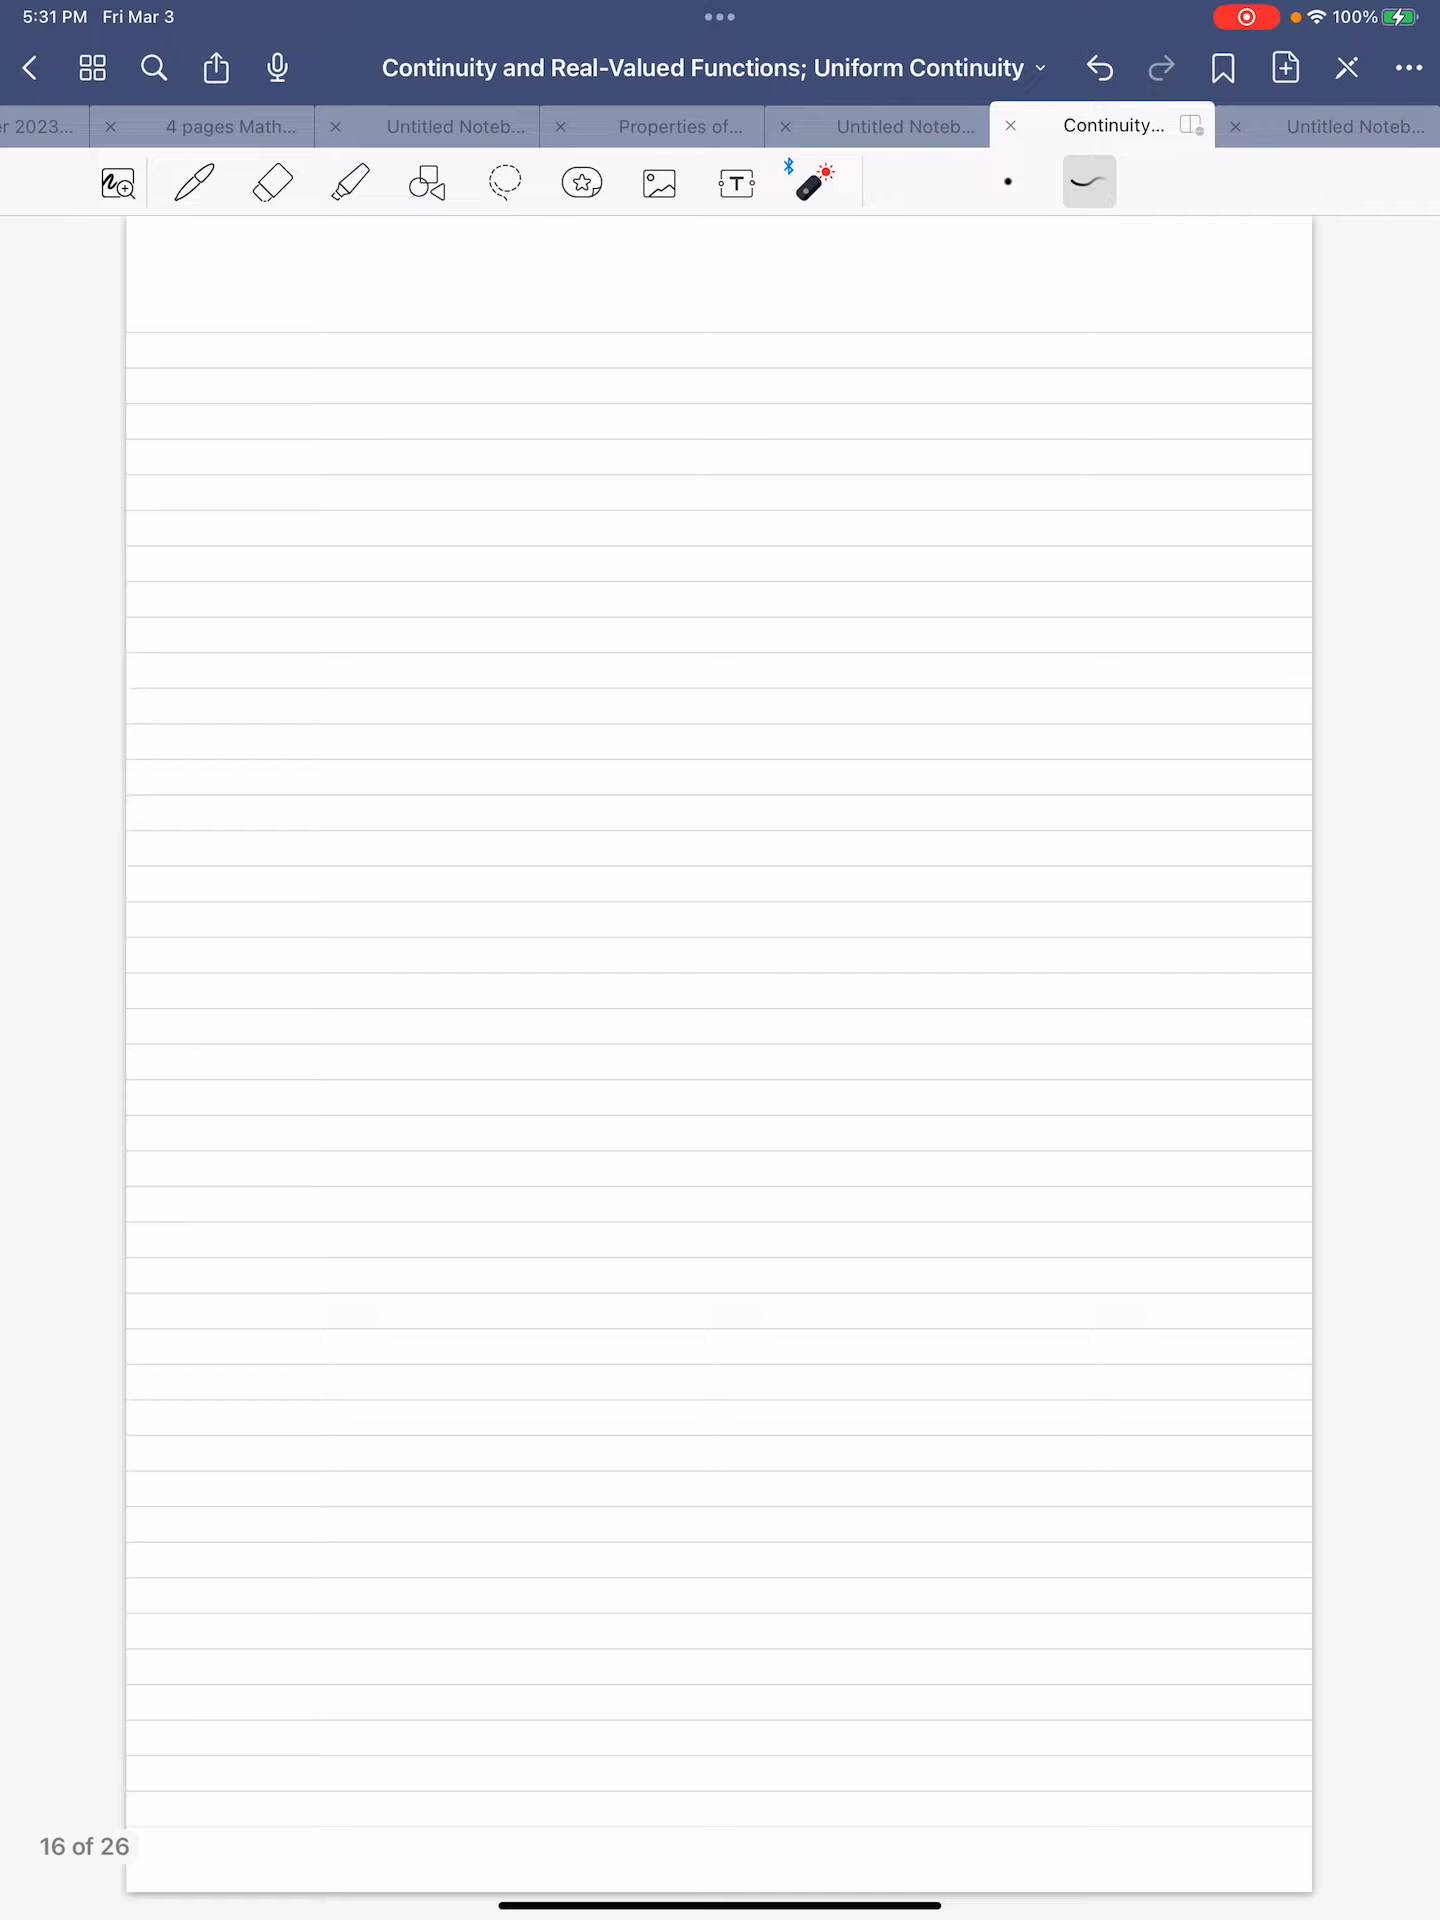 5:31 PM Fri Mar 3
100%
Continuity and Real-Valued Functions; Uniform Continuity
r 2023...
4 pages Math...
Untitled Noteb...
Properties of...
Untitled Noteb...
Continuity...
Untitled Noteb...
T
16 of 26